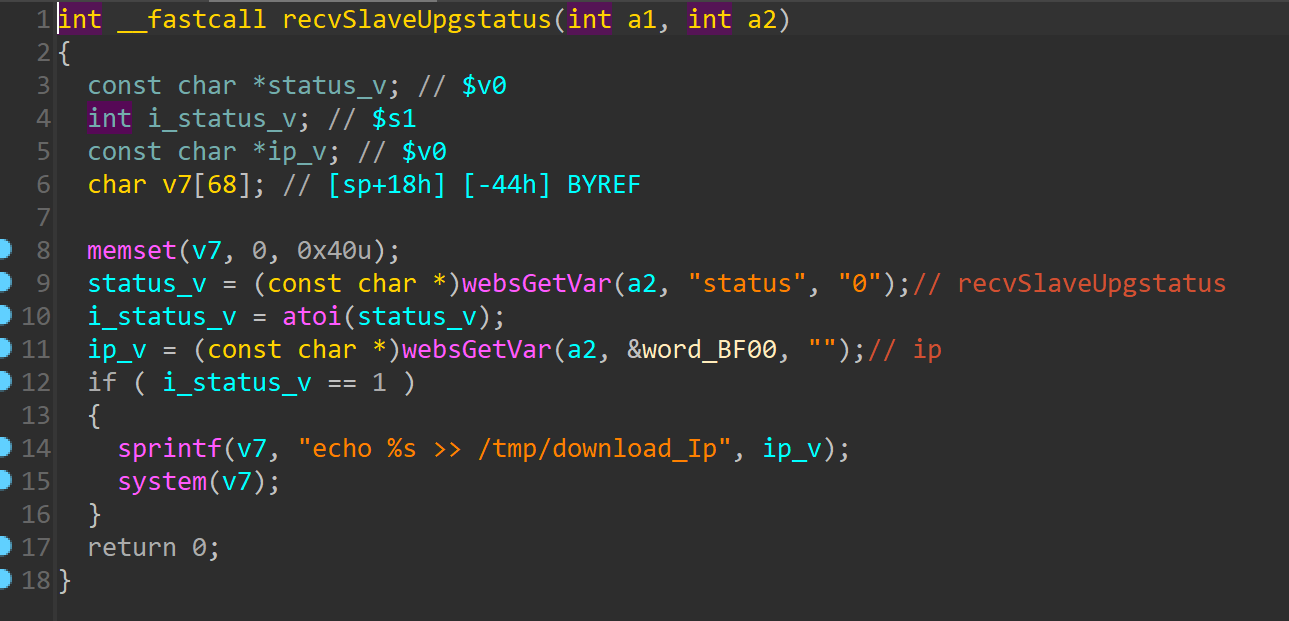 1 int __fastcall recvSlaveUpgstatus(int a1, int a2)
2 {
3   const char *status_v; // $v0
4   int i_status_v; // $s1
5   const char *ip_v; // $v0
6   char v7[68]; // [sp+18h] [-44h] BYREF
7
8   memset(v7, 0, 0x40u);
9   status_v = (const char *)websGetVar(a2, "status", "0");// recvSlaveUpgstatus
10   i_status_v = atoi(status_v);
11   ip_v = (const char *)websGetVar(a2, &word_BF00, "");// ip
12   if ( i_status_v == 1 )
13   {
14     sprintf(v7, "echo %s >> /tmp/download_Ip", ip_v);
15     system(v7);
16   }
17   return 0;
18 }